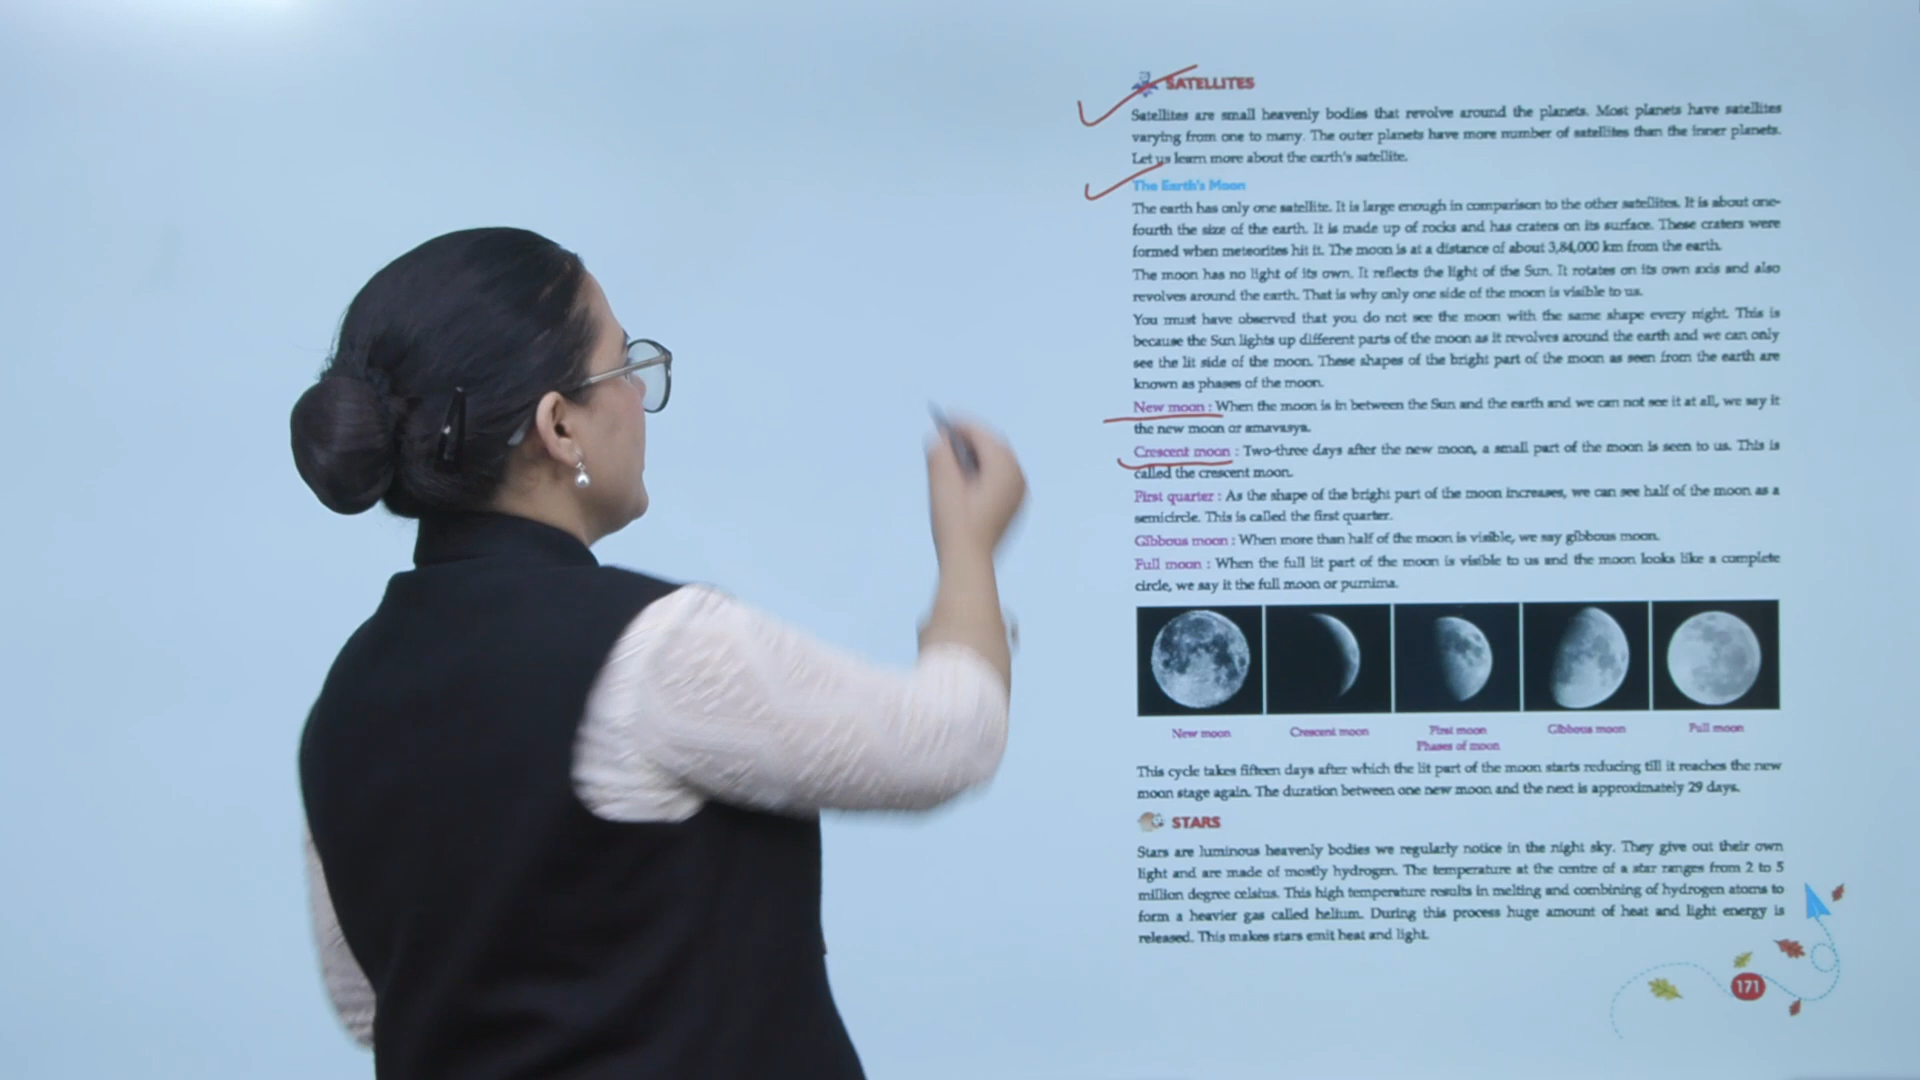 SATELLITES
Satellites are small heavenly bodies that revolve around the planets. Most planets have satellites
varying from one to many. The outer planets have more number of satellites than the inner planets.
Let us learn more about the earth's satellite.
The Earth's Moon
The earth has only one satellite. It is large enough in comparison to the other satellites. It is about one-
fourth the size of the earth. It is made up of rocks and has craters on its surface. These craters were
formed when meteorites hit it. The moon is at a distance of about 3,84,000 km from the earth.
The moon has no light of its own. It reflects the light of the Sun. It rotates on its own axis and also
revolves around the earth. That is why only one side of the moon is visible to us.
You must have observed that you do not see the moon with the same shape every night. This is
because the Sun lights up different parts of the moon as it revolves around the earth and we can only
see the lit side of the moon. These shapes of the bright part of the moon as seen from the earth are
known as phases of the moon.
New moon : When the moon is in between the Sun and the earth and we can not see it at all, we say it
the new moon or amavasya.
Crescent moon : Two-three days after the new moon, a small part of the moon is seen to us. This is
called the crescent moon.
First quarter : As the shape of the bright part of the moon increases, we can see half of the moon as a
semicircle. This is called the first quarter.
Gibbous moon : When more than half of the moon is visible, we say gibbous moon.
Full moon : When the full lit part of the moon is visible to us and the moon looks like a complete
circle, we say it the full moon or purnima.
New moon
Crescent moon
First moon
Gibbous moon
Full moon
Phases of moon
This cycle takes fifteen days after which the lit part of the moon starts reducing till it reaches the new
moon stage again. The duration between one new moon and the next is approximately 29 days.
STARS
Stars are luminous heavenly bodies we regularly notice in the night sky. They give out their own
light and are made of mostly hydrogen. The temperature at the centre of a star ranges from 2 to 5
million degree celsius. This high temperature results in melting and combining of hydrogen atoms to
form a heavier gas called helium. During this process huge amount of heat and light energy is
released. This makes stars emit heat and light.
171